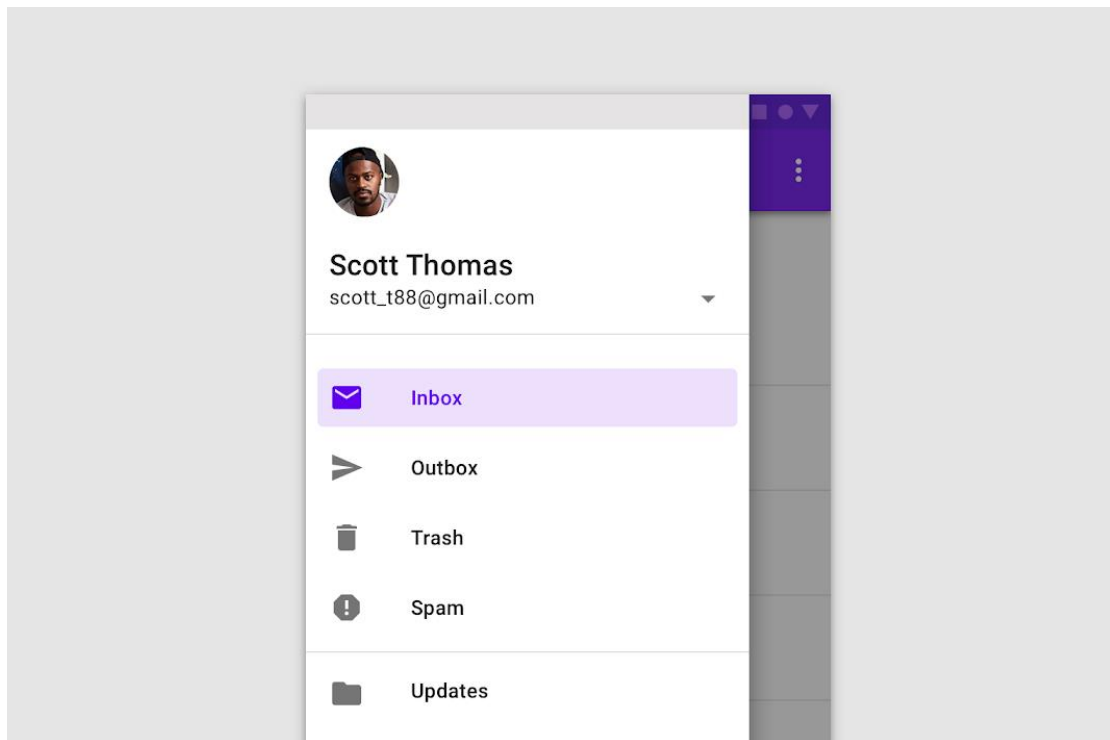 Scott Thomas
scott_t88@gmail.com
Inbox
Outbox
Trash
Spam
Updates